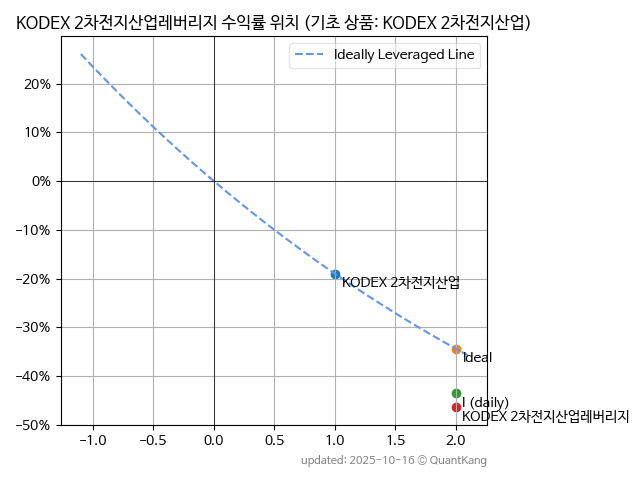 KODEX 2차전지산업레버리지 수익률 위치 (기초 상품: KODEX 2차전지산업)
Ideally Leveraged Line
20%
10%
0%
-10%
KODEX 2차전지산업
-20%
-30%
Ideal
-40%
I (daily)
KODEX 2차전지산업레버리지
-50%
-1.0 -0.5 0.0 0.5 1.0 1.5 2.0
updated: 2025-10-16 © QuantKang